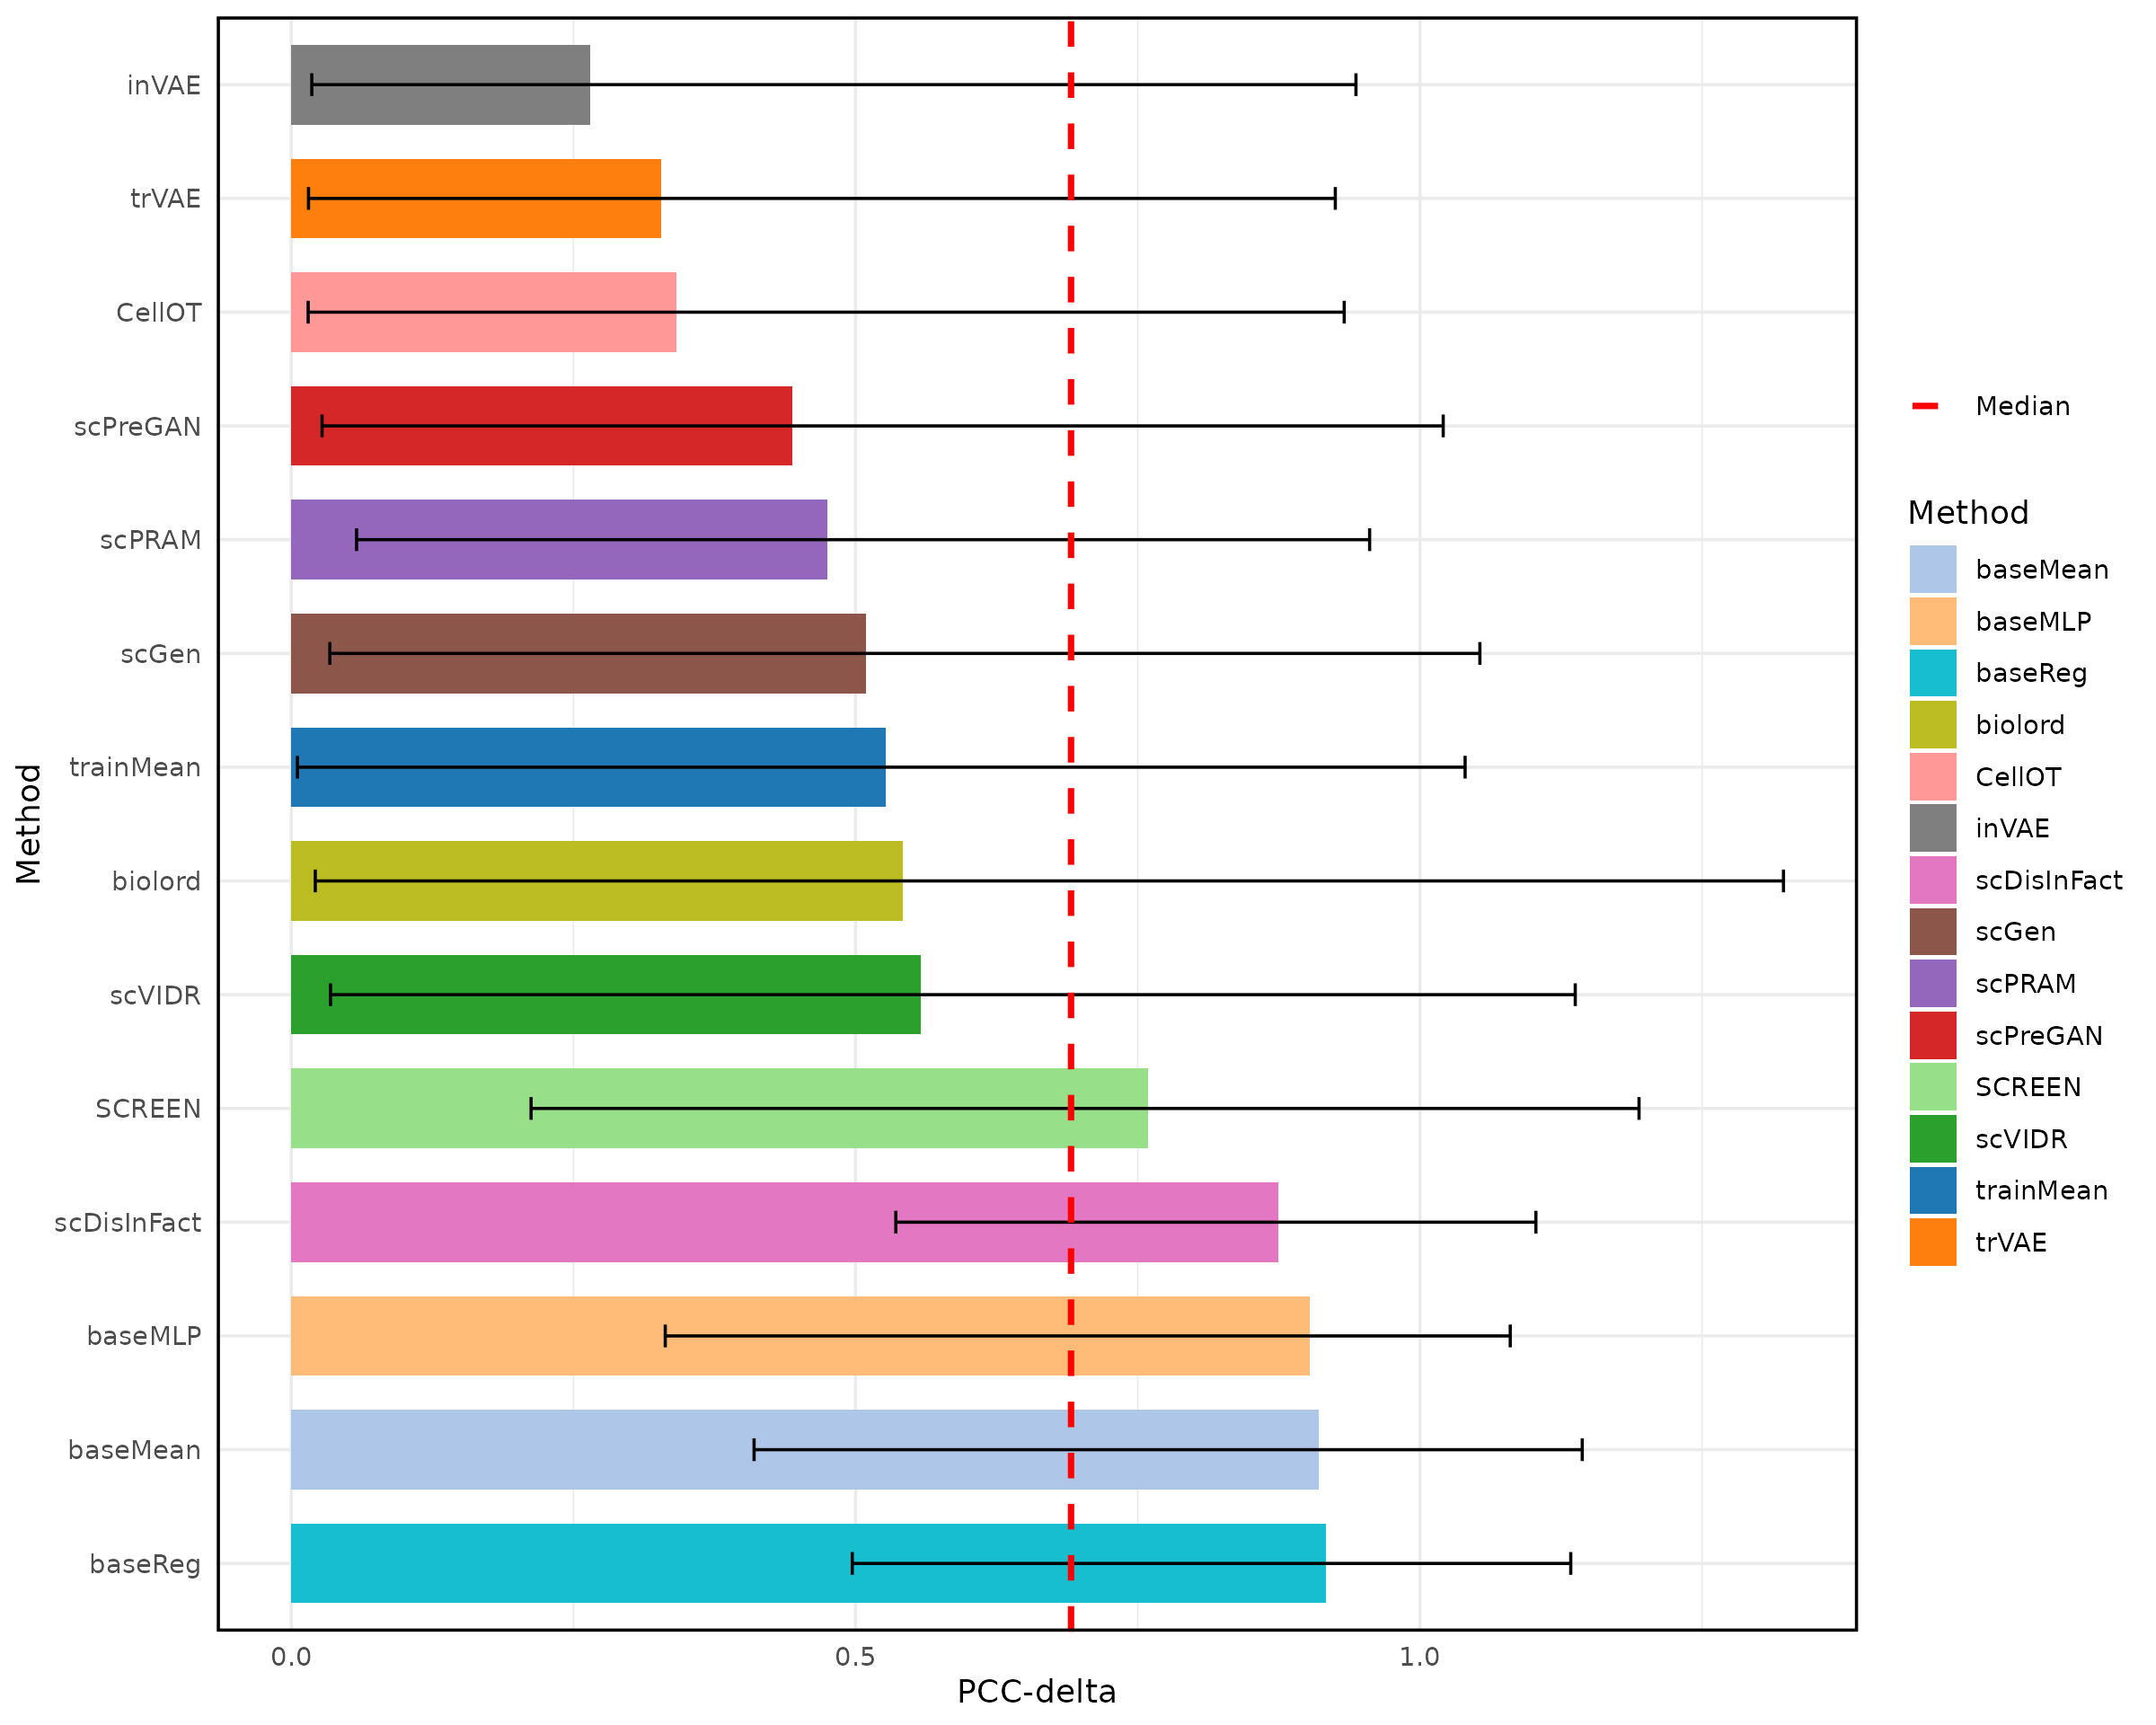 Method
inVAE
trVAE
CellOT
scPreGAN
scPRAM
scGen
trainMean
biolord
scVIDR
SCREEN
scDisInFact
baseMLP
baseMean
baseReg
0.0
0.5
1.0
PCC-delta
Median
Method
baseMean
baseMLP
baseReg
biolord
CellOT
inVAE
scDisInFact
scGen
scPRAM
scPreGAN
SCREEN
scVIDR
trainMean
trVAE